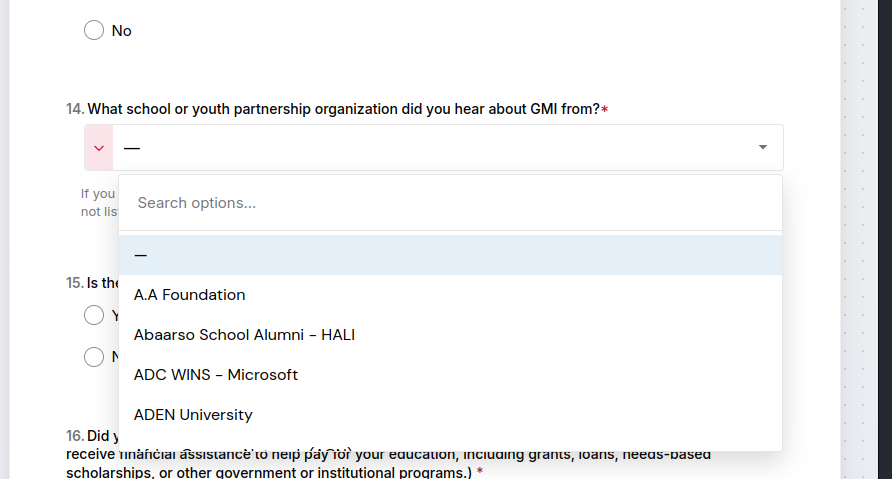 No
14. What school or youth partnership organization did you hear about GMI from?*
—
If you
not lis
Search options...
—
A.A Foundation
Abaarso School Alumni – HALI
ADC WINS – Microsoft
ADEN University
15. Is the
16. Did y
receive financial assistance to help pay for your education, including grants, loans, needs-based
scholarships, or other government or institutional programs.) *